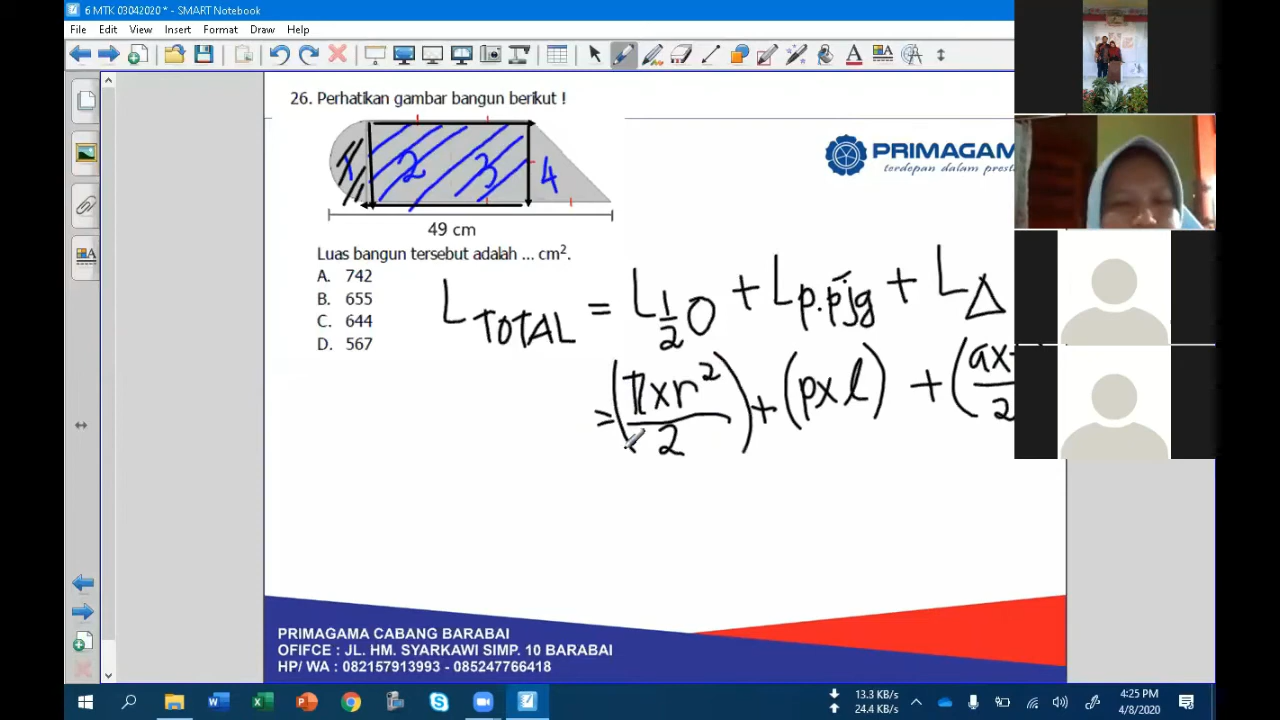 6 MTK 03042020 * - SMART Notebook
File Edit View Insert Format Draw Help
26. Perhatikan gambar bangun berikut !
1 2 3 4
49 cm
PRIMAGAM
terdepan dalam prest
Luas bangun tersebut adalah ... cm².
A. 742
B. 655
C. 644
D. 567
L TOTAL = L ½ O + L p.pjg + L Δ
= (π x r² / 2) + (p x l) + (ax
2
PRIMAGAMA CABANG BARABAI
OFIFCE : JL. HM. SYARKAWI SIMP. 10 BARABAI
HP/ WA : 082157913993 - 085247766418
13.3 KB/s
24.4 KB/s
4:25 PM
4/8/2020